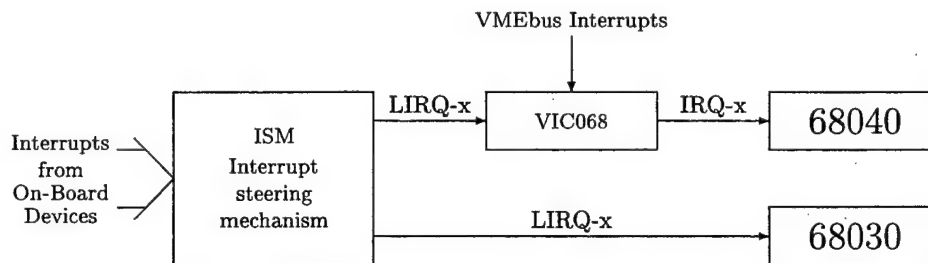 VMEbus Interrupts
LIRQ-x
IRQ-x
ISM
Interrupt
steering
mechanism
VIC068
68040
Interrupts
from
On-Board
Devices
LIRQ-x
68030